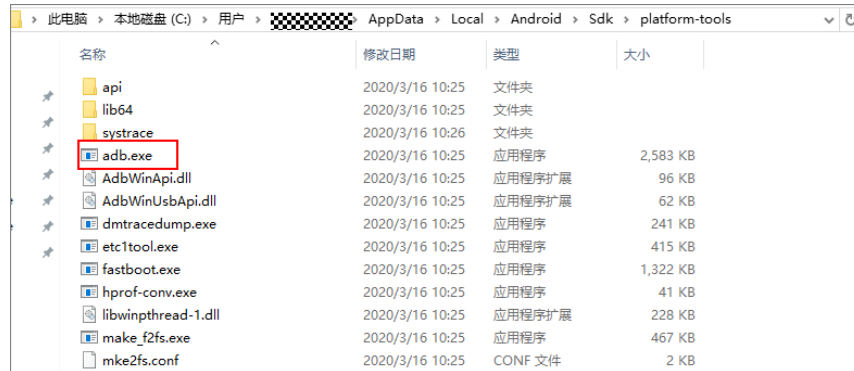 此电脑 > 本地磁盘 (C:) > 用户 > > AppData > Local > Android > Sdk > platform-tools
名称 修改日期 类型 大小
api 2020/3/16 10:25 文件夹
lib64 2020/3/16 10:25 文件夹
systrace 2020/3/16 10:26 文件夹
adb.exe 2020/3/16 10:25 应用程序 2,583 KB
AdbWinApi.dll 2020/3/16 10:25 应用程序扩展 96 KB
AdbWinUsbApi.dll 2020/3/16 10:25 应用程序扩展 62 KB
dmtracedump.exe 2020/3/16 10:25 应用程序 241 KB
etc1tool.exe 2020/3/16 10:25 应用程序 415 KB
fastboot.exe 2020/3/16 10:25 应用程序 1,322 KB
hprof-conv.exe 2020/3/16 10:25 应用程序 41 KB
libwinpthread-1.dll 2020/3/16 10:25 应用程序扩展 228 KB
make_f2fs.exe 2020/3/16 10:25 应用程序 467 KB
mke2fs.conf 2020/3/16 10:25 CONF 文件 2 KB